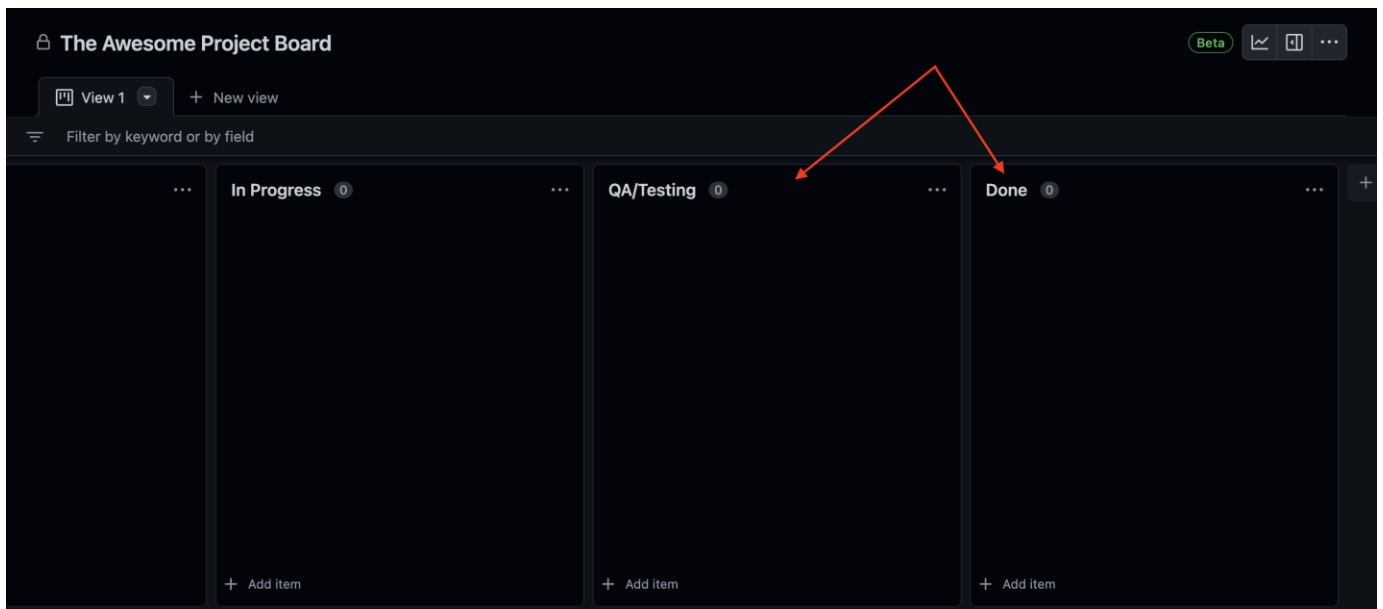 The Awesome Project Board
Beta
View 1
New view
Filter by keyword or by field
In Progress 0
QA/Testing 0
Done 0
Add item
Add item
Add item